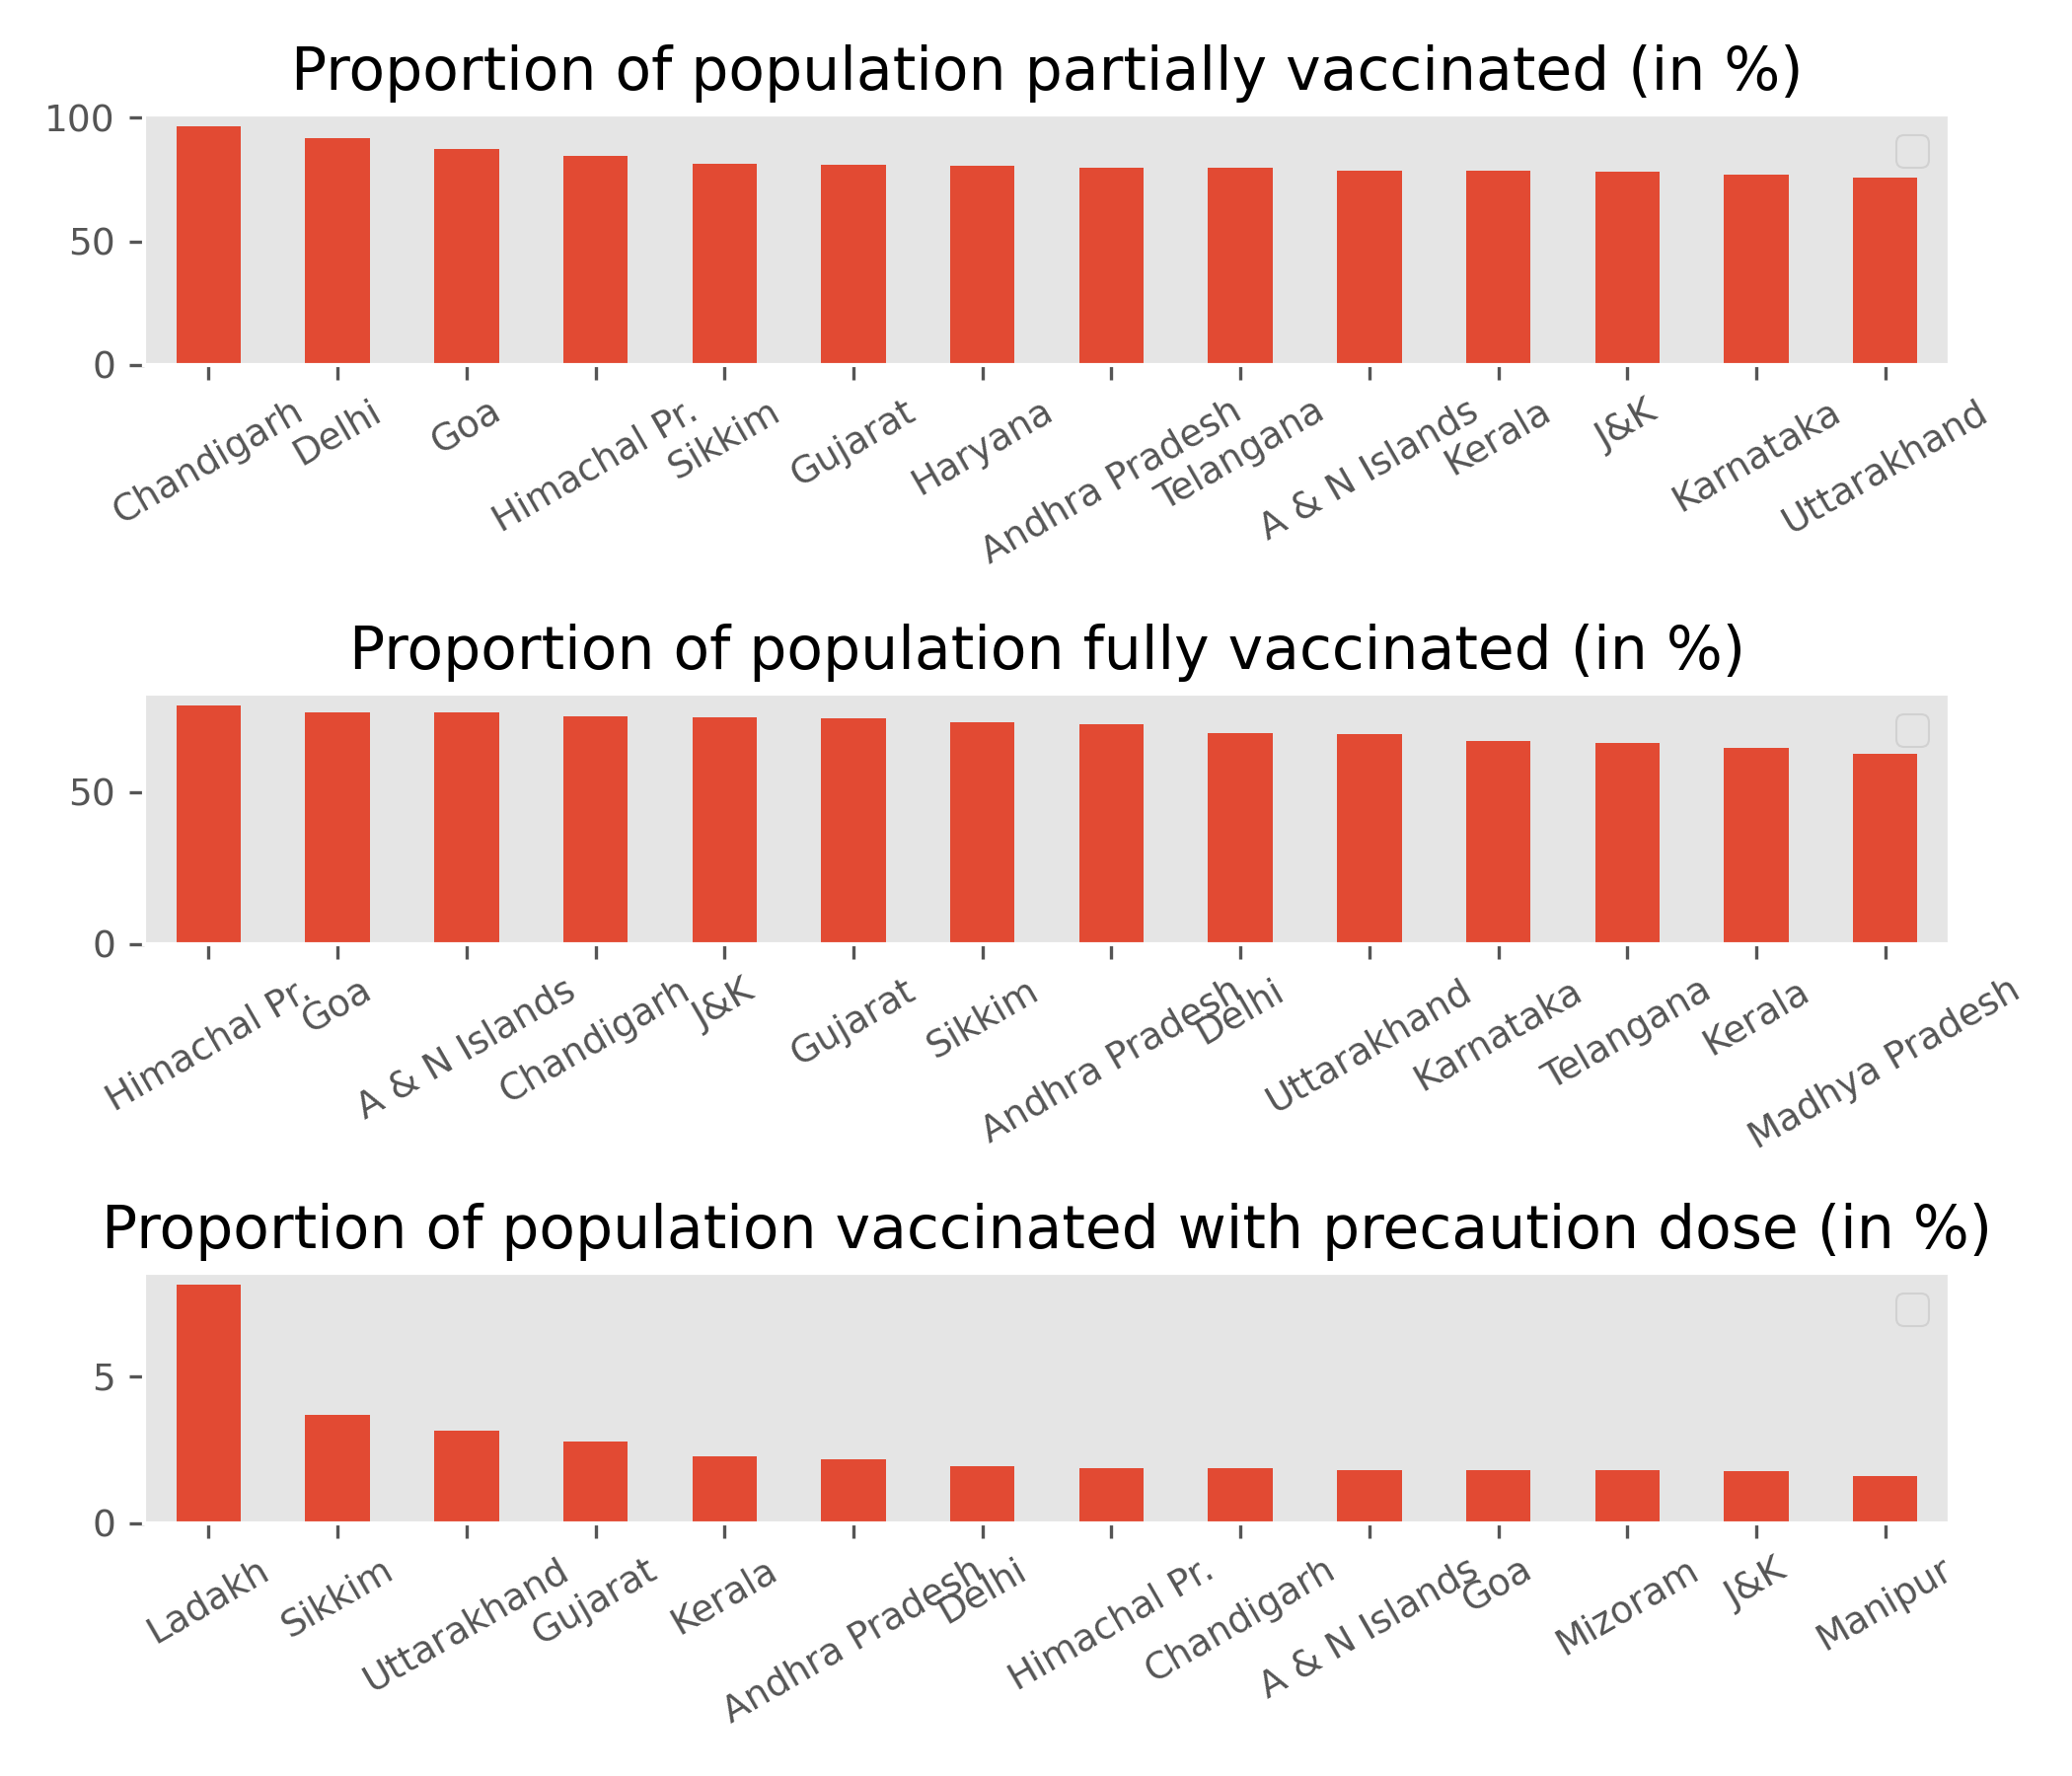 Proportion of population partially vaccinated (in %)
100
50
0
Chandigarh
Delhi
Goa
Himachal Pr.
Sikkim
Gujarat
Haryana
Andhra Pradesh
Telangana
A & N Islands
Kerala
J&K
Karnataka
Uttarakhand
Proportion of population fully vaccinated (in %)
50
0
Himachal Pr.
Goa
A & N Islands
Chandigarh
J&K
Gujarat
Sikkim
Andhra Pradesh
Delhi
Uttarakhand
Karnataka
Telangana
Kerala
Madhya Pradesh
Proportion of population vaccinated with precaution dose (in %)
5
0
Ladakh
Sikkim
Uttarakhand
Gujarat
Kerala
Andhra Pradesh
Delhi
Himachal Pr.
Chandigarh
A & N Islands
Goa
Mizoram
J&K
Manipur